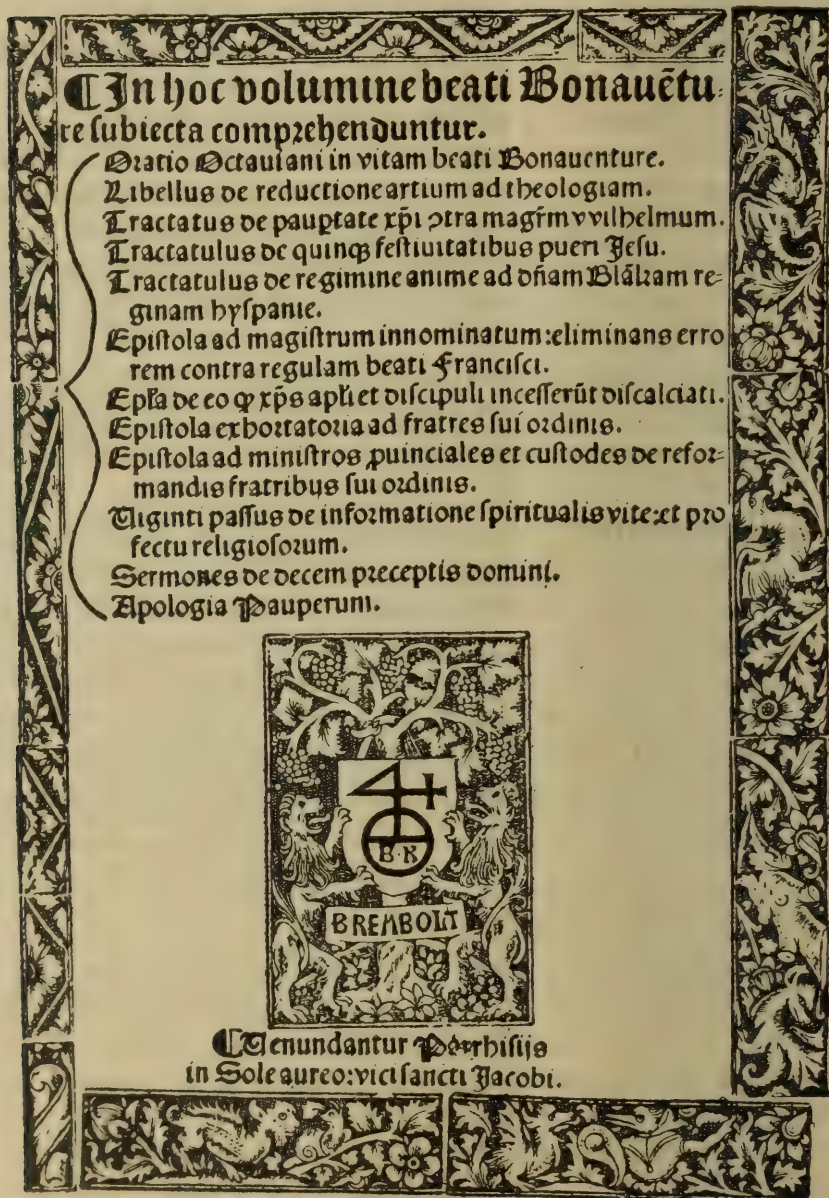 ¶In hoc volumine beati Bonauētu:
re subiecta comprehenduntur.
Oratio Octauiani in vitam beati Bonauenture.
Libellus de reductione artium ad theologiam.
Tractatus de paup̲tate xp̄i ↄtra magr̄m vvilhelmum.
Tractatulus de quinqꝫ festiuitatibus pueri Jesu.
Tractatulus de regimine anime ad dn̄am Blākam re⸗
ginam hyspanie.
Epistola ad magistrum innominatum:eliminans erro
rem contra regulam beati Francisci.
Epl̄a de eo ꝙ xp̄s apl̄i et discipuli incesserūt discalciati.
Epistola exhortatoria ad fratres sui ordinis.
Epistola ad ministros ꝓuinciales et custodes de refor⸗
mandis fratribus sui ordinis.
Uiginti passus de informatione spiritualis vite:et pro
fectu religiosorum.
Sermones de decem preceptis domini.
Apologia Pauperum.
B·R
BREMBOLT
¶Uenundantur Parrhisijs
in Sole aureo:vici sancti Jacobi.